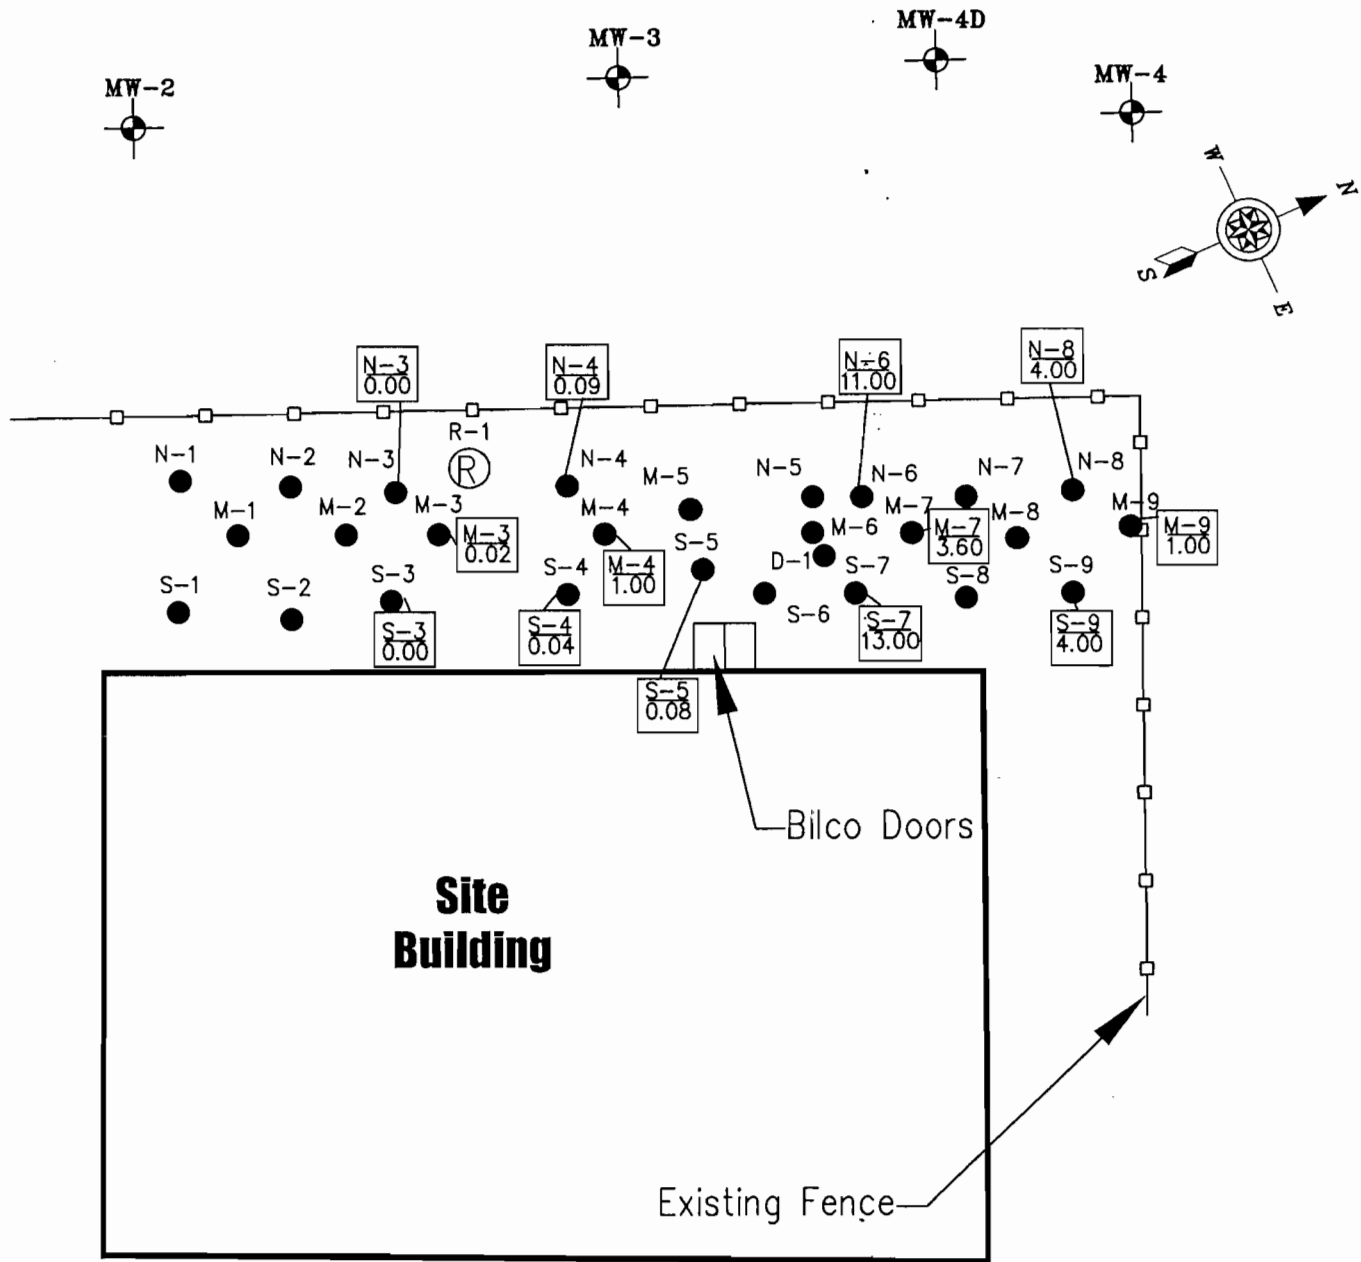 MW-4D
MW-3
MW-4
MW-2
W
N
S
E
N-3
0.00
N-4
0.09
N-6
11.00
N-8
4.00
R-1
R
N-1
N-2
N-3
N-4
M-5
N-5
N-6
N-7
N-8
M-1
M-2
M-3
M-4
M-6
M-7
M-8
M-9
M-3
0.02
M-4
1.00
M-7
3.60
M-9
1.00
S-1
S-2
S-3
S-4
S-5
D-1
S-6
S-7
S-8
S-3
0.00
S-4
0.04
S-7
13.00
S-9
4.00
S-5
0.08
Bilco Doors
Site
Building
Existing Fence